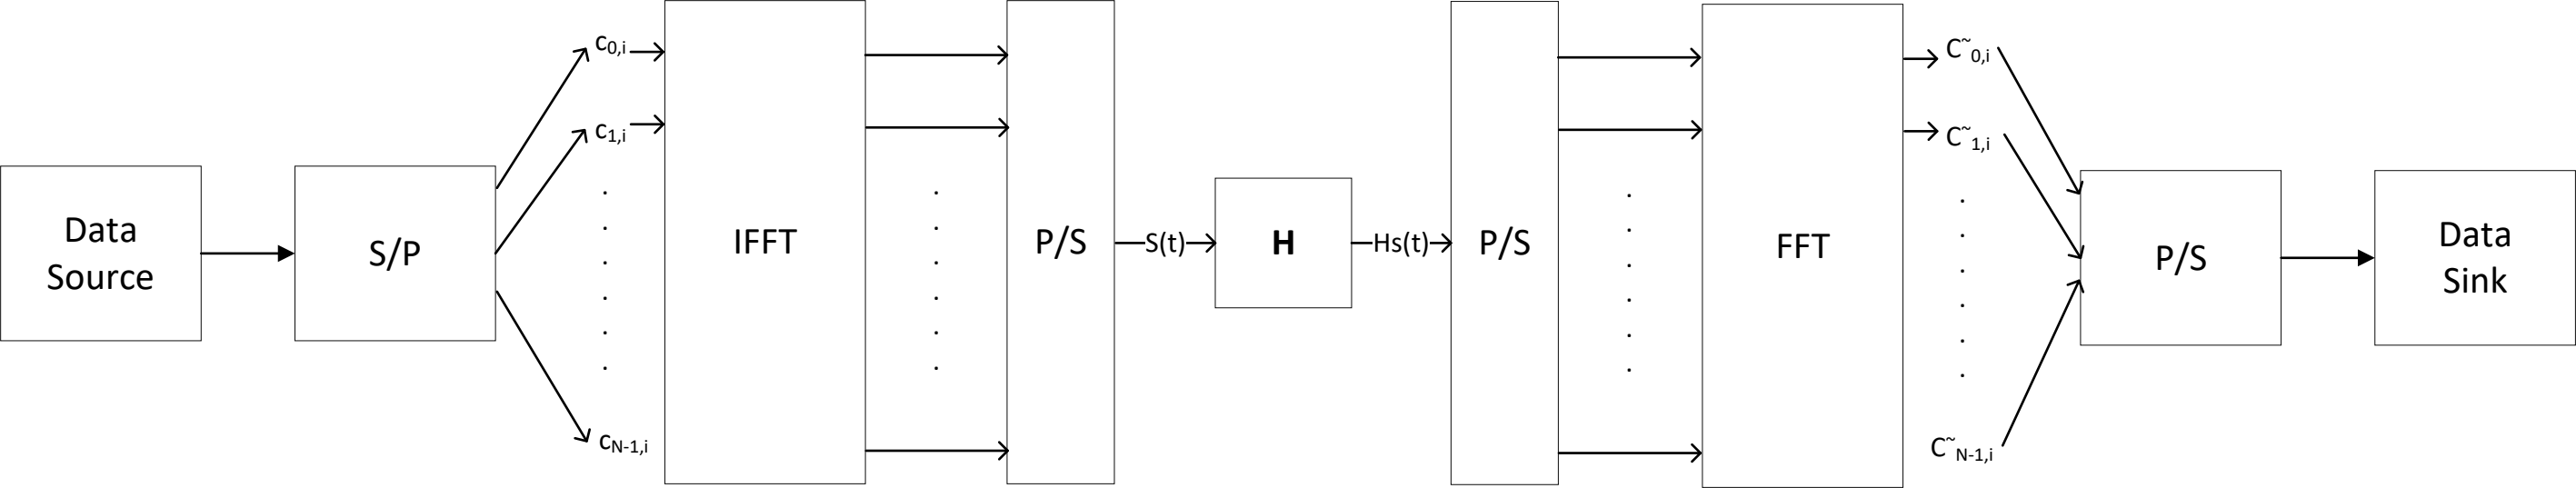 Data
Source
S/P
c0,i
c1,i
cN-1,i
IFFT
P/S
S(t)
H
Hs(t)
P/S
FFT
C~0,i
C~1,i
C~N-1,i
P/S
Data
Sink